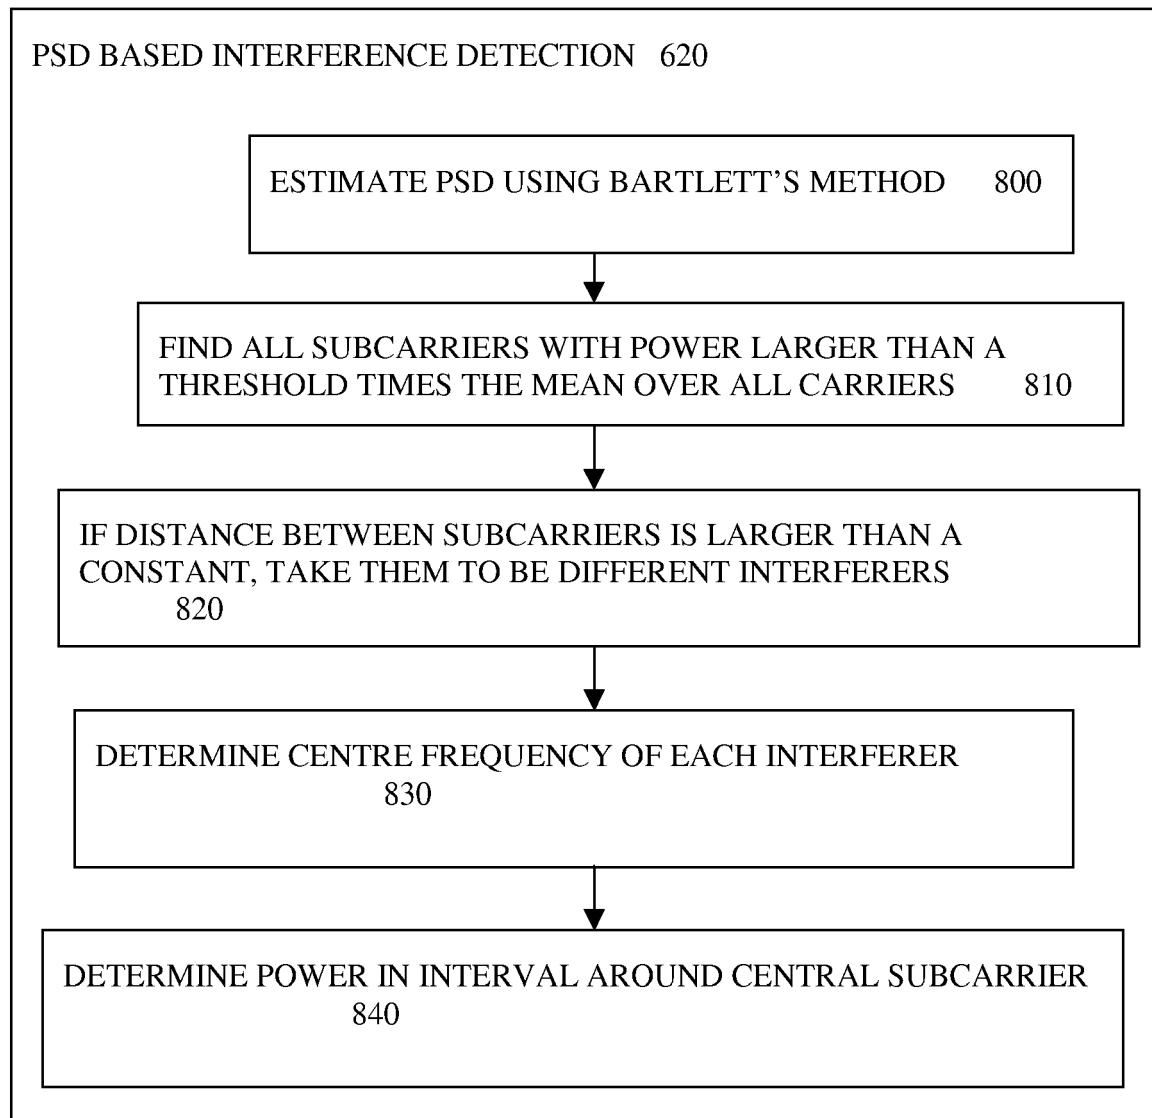 PSD BASED INTERFERENCE DETECTION 620
ESTIMATE PSD USING BARTLETT'S METHOD 800
FIND ALL SUBCARRIERS WITH POWER LARGER THAN A
THRESHOLD TIMES THE MEAN OVER ALL CARRIERS 810
IF DISTANCE BETWEEN SUBCARRIERS IS LARGER THAN A
CONSTANT, TAKE THEM TO BE DIFFERENT INTERFERERS
820
DETERMINE CENTRE FREQUENCY OF EACH INTERFERER
830
DETERMINE POWER IN INTERVAL AROUND CENTRAL SUBCARRIER
840